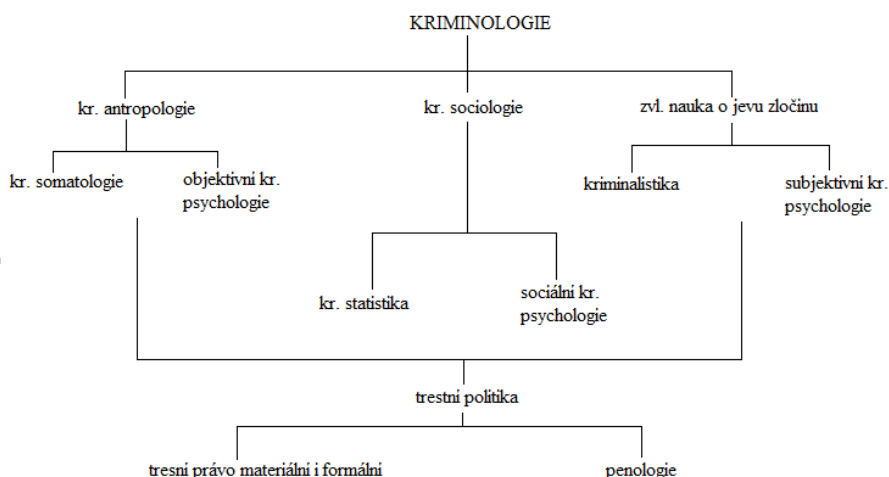 KRIMINOLOGIE
kr. antropologie
kr. sociologie
zvl. nauka o jevu zločinu
kr. somatologie
objektivní kr.
psychologie
kriminalistika
subjektivní kr.
psychologie
kr. statistika
sociální kr.
psychologie
trestní politika
tresní právo materiální i formální
penologie